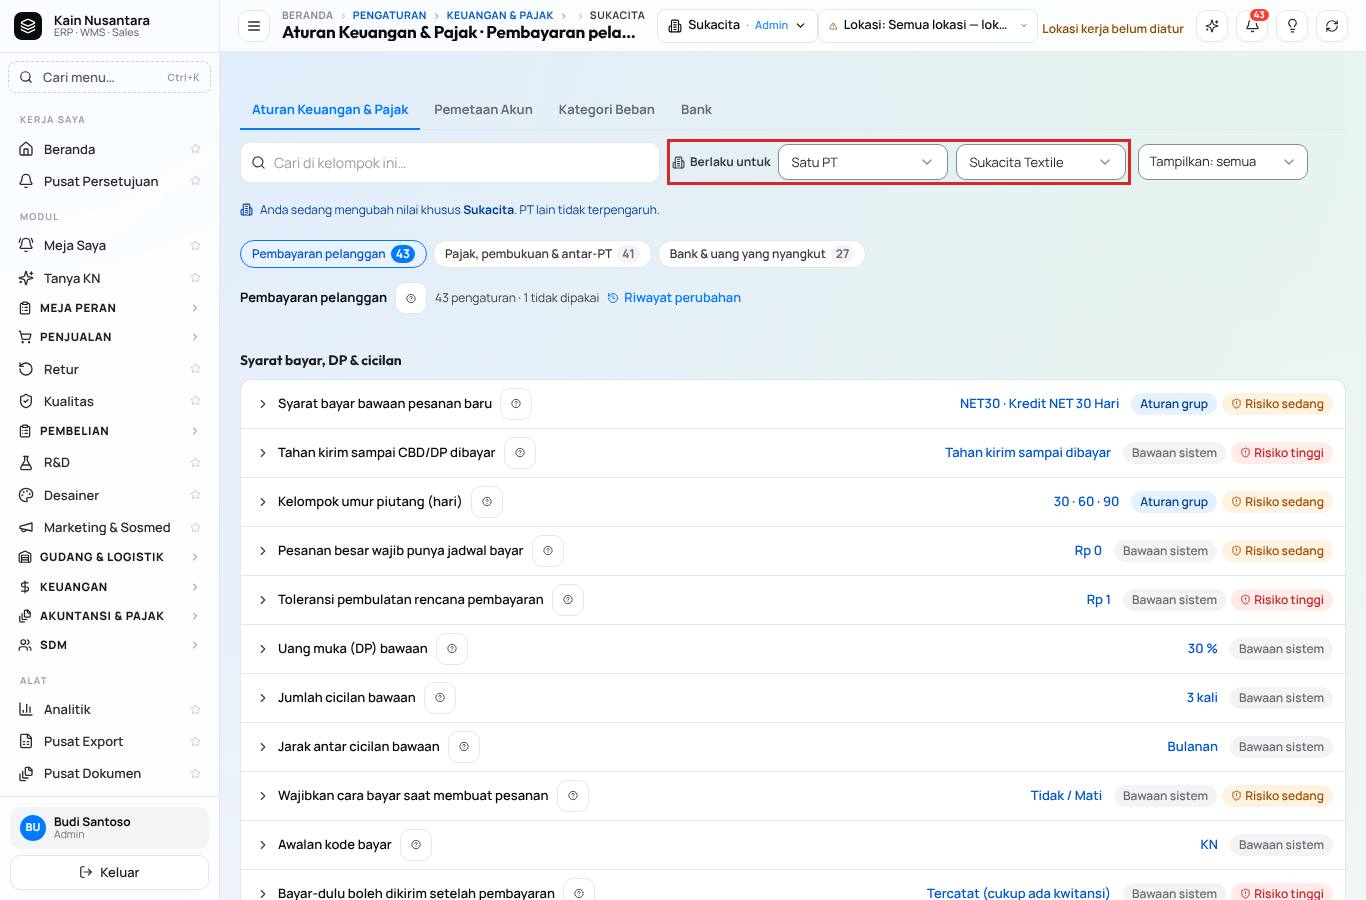 Kain Nusantara
ERP · WMS · Sales
Cari menu... Ctrl+K
KERJA SAYA
Beranda
Pusat Persetujuan
MODUL
Meja Saya
Tanya KN
MEJA PERAN
PENJUALAN
Retur
Kualitas
PEMBELIAN
R&D
Desainer
Marketing & Sosmed
GUDANG & LOGISTIK
KEUANGAN
AKUNTANSI & PAJAK
SDM
ALAT
Analitik
Pusat Export
Pusat Dokumen
BU Budi Santoso
Admin
Keluar
BERANDA > PENGATURAN > KEUANGAN & PAJAK > > SUKACITA
Aturan Keuangan & Pajak · Pembayaran pela...
Sukacita · Admin
Lokasi: Semua lokasi — lok...
Lokasi kerja belum diatur
43
Aturan Keuangan & Pajak Pemetaan Akun Kategori Beban Bank
Cari di kelompok ini... Berlaku untuk Satu PT Sukacita Textile Tampilkan: semua
Anda sedang mengubah nilai khusus Sukacita. PT lain tidak terpengaruh.
Pembayaran pelanggan 43 Pajak, pembukuan & antar-PT 41 Bank & uang yang nyangkut 27
Pembayaran pelanggan 43 pengaturan · 1 tidak dipakai Riwayat perubahan
Syarat bayar, DP & cicilan
Syarat bayar bawaan pesanan baru NET30 · Kredit NET 30 Hari Aturan grup Risiko sedang
Tahan kirim sampai CBD/DP dibayar Tahan kirim sampai dibayar Bawaan sistem Risiko tinggi
Kelompok umur piutang (hari) 30 · 60 · 90 Aturan grup Risiko sedang
Pesanan besar wajib punya jadwal bayar Rp 0 Bawaan sistem Risiko sedang
Toleransi pembulatan rencana pembayaran Rp 1 Bawaan sistem Risiko tinggi
Uang muka (DP) bawaan 30 % Bawaan sistem
Jumlah cicilan bawaan 3 kali Bawaan sistem
Jarak antar cicilan bawaan Bulanan Bawaan sistem
Wajibkan cara bayar saat membuat pesanan Tidak / Mati Bawaan sistem Risiko sedang
Awalan kode bayar KN Bawaan sistem
Bayar-dulu boleh dikirim setelah pembayaran Tercatat (cukup ada kwitansi) Bawaan sistem Risiko tinggi